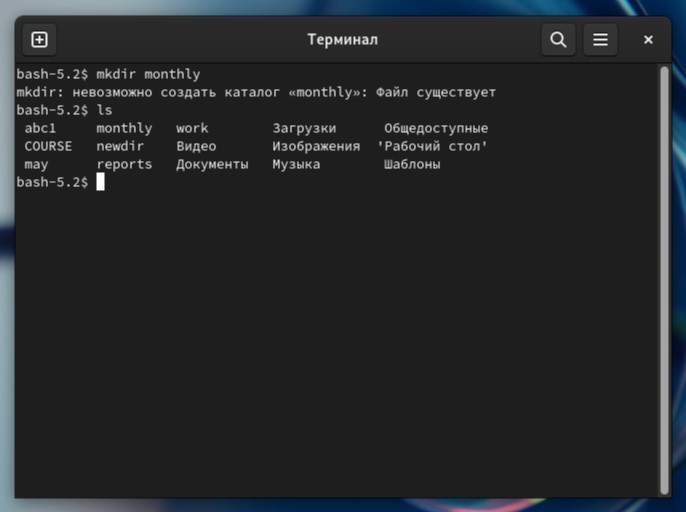 Терминал
bash-5.2$ mkdir monthly
mkdir: невозможно создать каталог «monthly»: Файл существует
bash-5.2$ ls
abc1 monthly work Загрузки Общедоступные
COURSE newdir Видео Изображения 'Рабочий стол'
may reports Документы Музыка Шаблоны
bash-5.2$